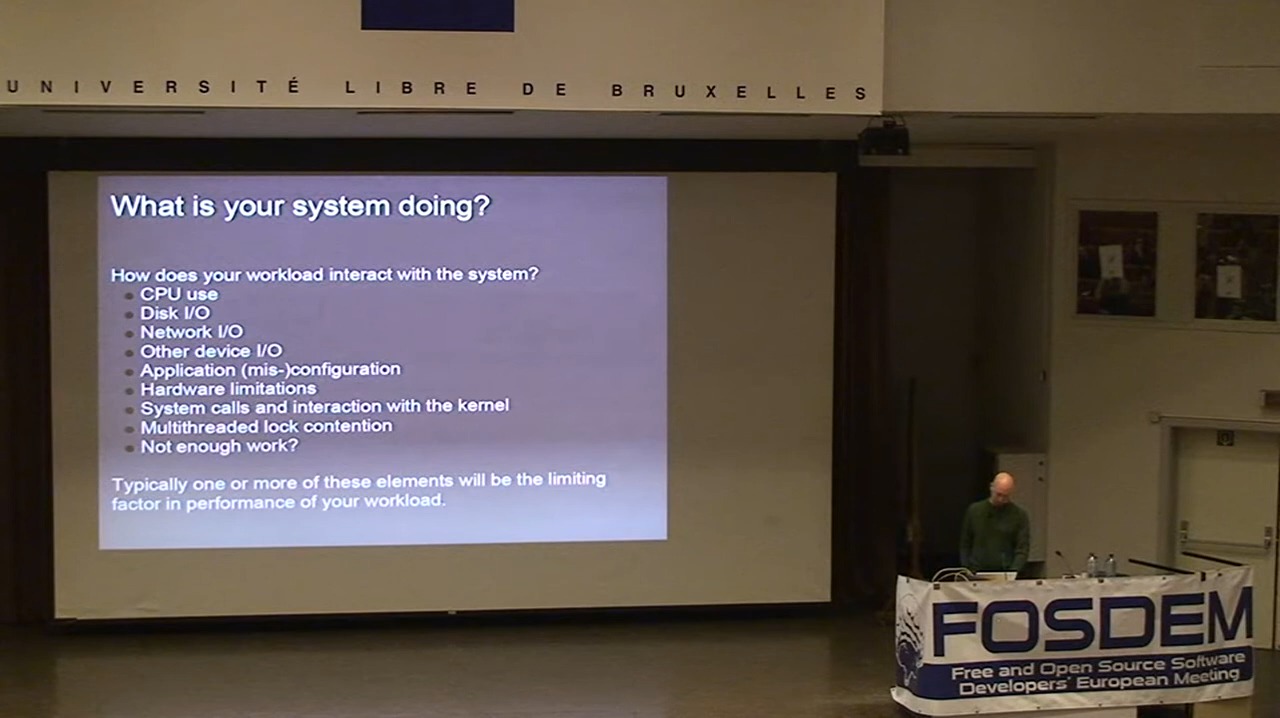 UNIVERSITÉ LIBRE DE BRUXELLES
What is your system doing?
How does your workload interact with the system?
CPU use
Disk I/O
Network I/O
Other device I/O
Application (mis-)configuration
Hardware limitations
System calls and interaction with the kernel
Multithreaded lock contention
Not enough work?
Typically one or more of these elements will be the limiting
factor in performance of your workload.
FOSDEM
Free and Open Source Software
Developers' European Meeting